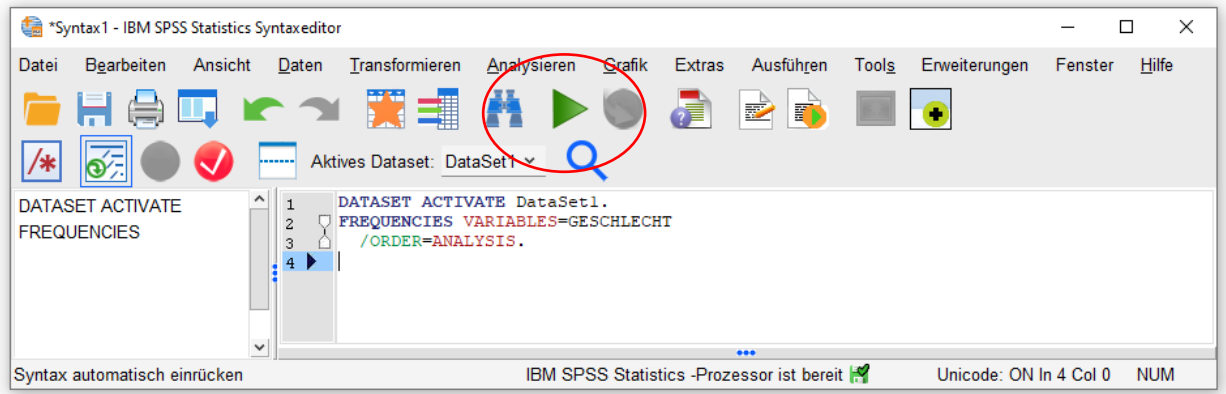 *Syntax1 - IBM SPSS Statistics Syntaxeditor
Datei Bearbeiten Ansicht Daten Transformieren Analysieren Grafik Extras Ausführen Tools Erweiterungen Fenster Hilfe
/* Aktives Dataset: DataSet1
DATASET ACTIVATE
FREQUENCIES
1 DATASET ACTIVATE DataSet1.
2 FREQUENCIES VARIABLES=GESCHLECHT
3 /ORDER=ANALYSIS.
4
Syntax automatisch einrücken IBM SPSS Statistics -Prozessor ist bereit Unicode: ON In 4 Col 0 NUM